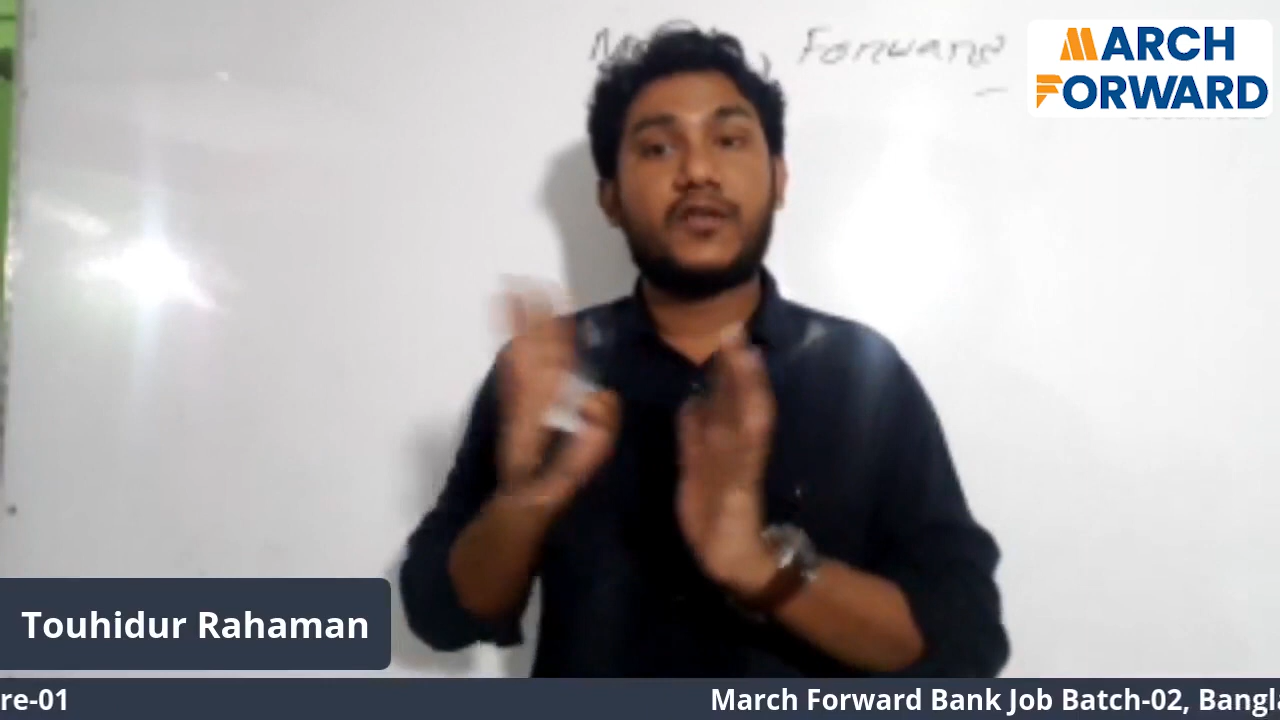 Forward
MARCH
FORWARD
Touhidur Rahaman
re-01
March Forward Bank Job Batch-02, Bangla